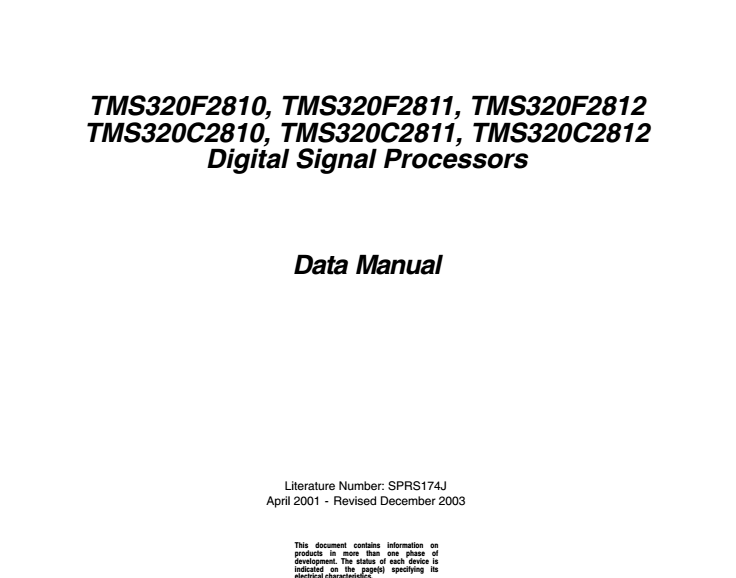 TMS320F2810, TMS320F2811, TMS320F2812
TMS320C2810, TMS320C2811, TMS320C2812
Digital Signal Processors
Data Manual
Literature Number: SPRS174J
April 2001 - Revised December 2003
This document contains information on
products in more than one phase of
development. The status of each device is
indicated on the page(s) specifying its
electrical characteristics.